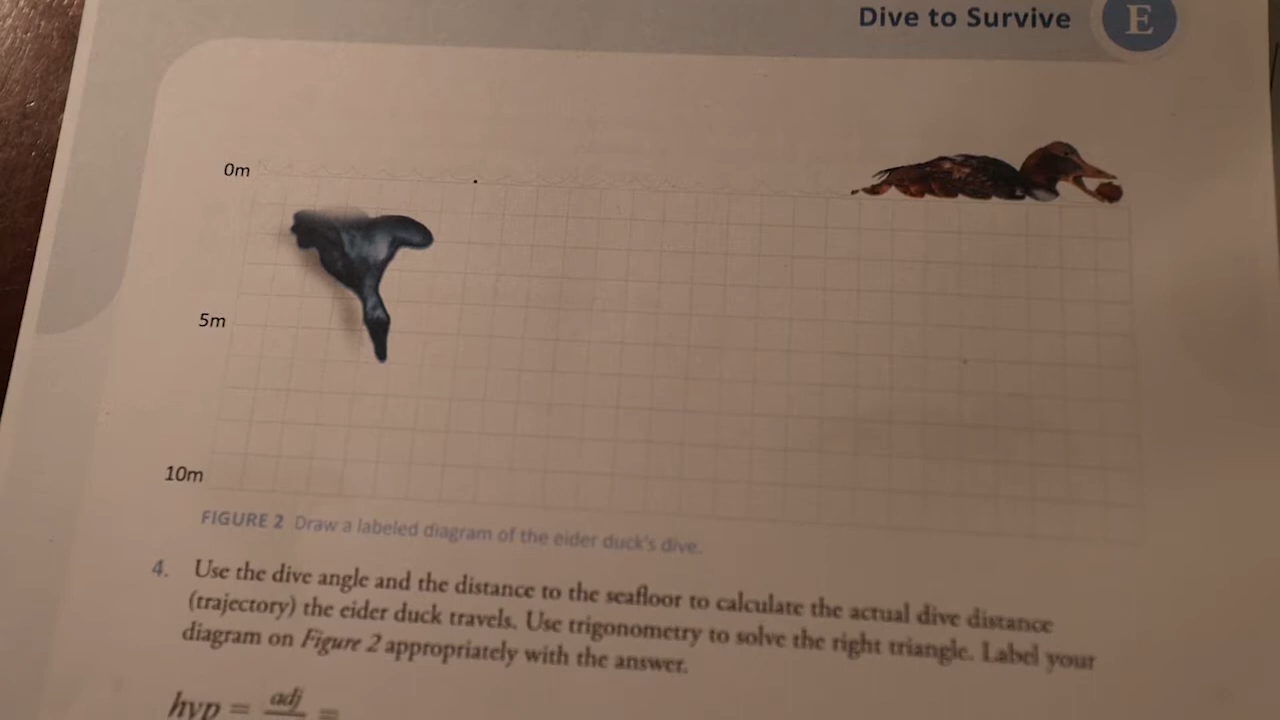 Dive to Survive
E
0m
5m
10m
FIGURE 2 Draw a labeled diagram of the eider duck's dive.
4. Use the dive angle and the distance to the seafloor to calculate the actual dive distance
(trajectory) the eider duck travels. Use trigonometry to solve the right triangle. Label your
diagram on Figure 2 appropriately with the answer.
hyp = adj =